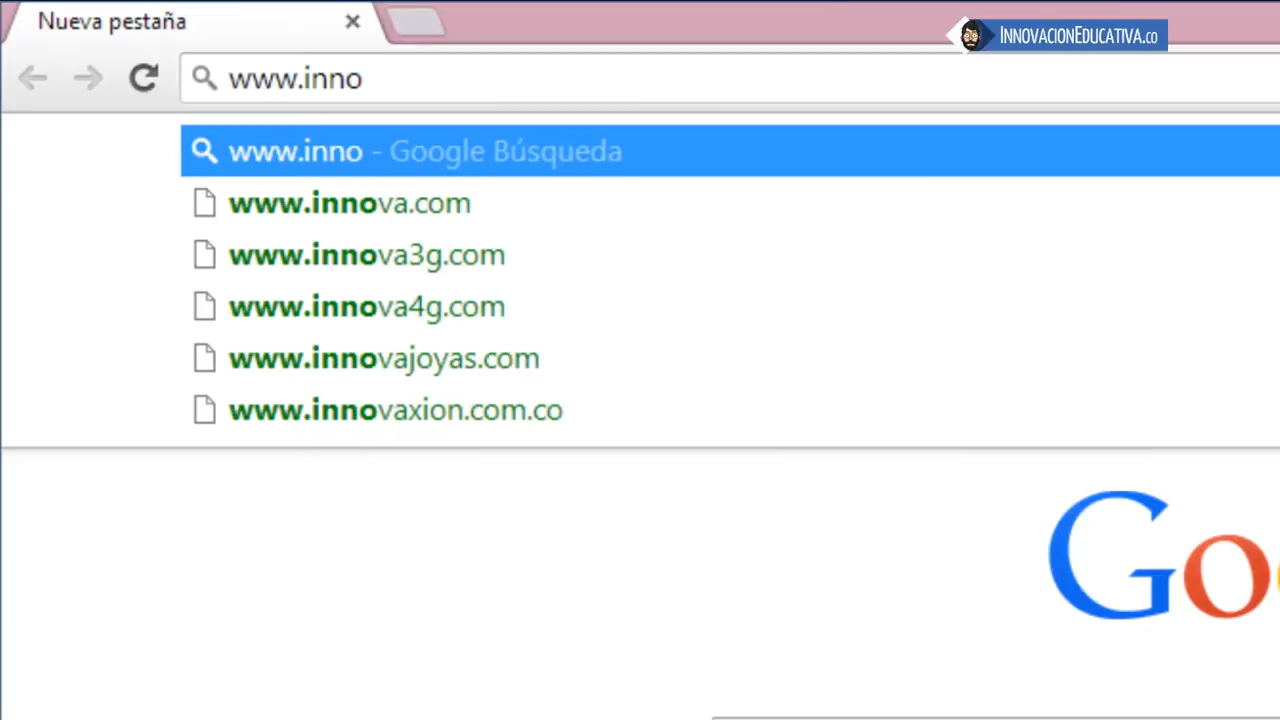 Nueva pestaña
INNOVACIONEDUCATIVA.CO
www.inno
www.inno - Google Búsqueda
www.innova.com
www.innova3g.com
www.innova4g.com
www.innovajoyas.com
www.innovaxion.com.co
Go